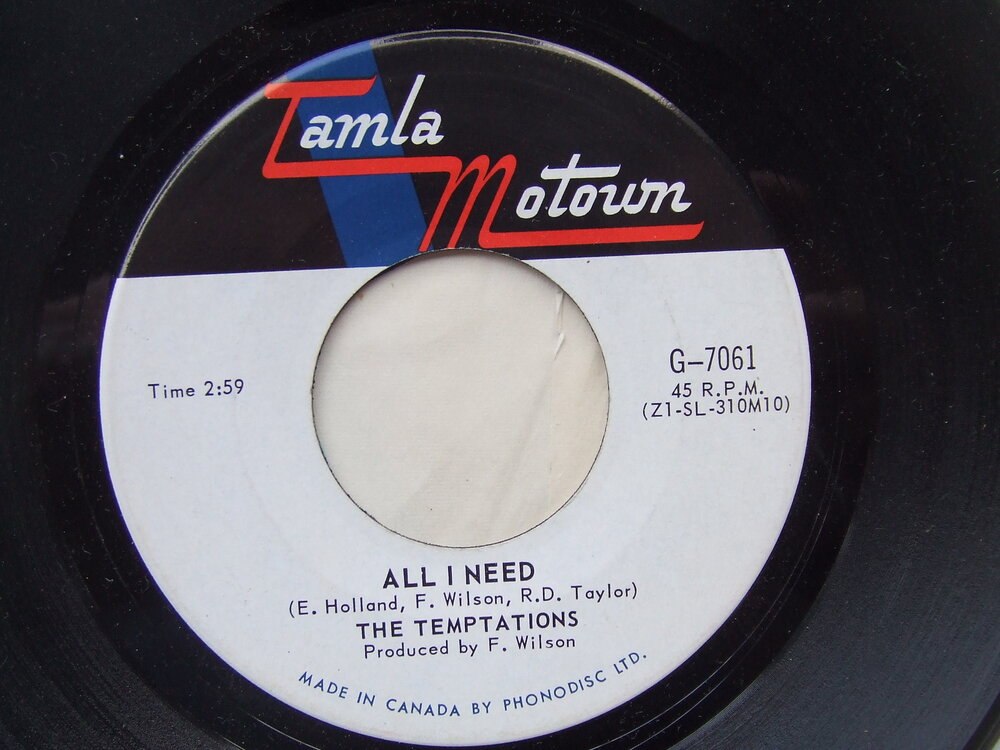 Tamla
Motown
Time 2:59
G-7061
45 R.P.M.
(Z1-SL-310M10)
ALL I NEED
(E. Holland, F. Wilson, R.D. Taylor)
THE TEMPTATIONS
Produced by F. Wilson
MADE IN CANADA BY PHONODISC LTD.